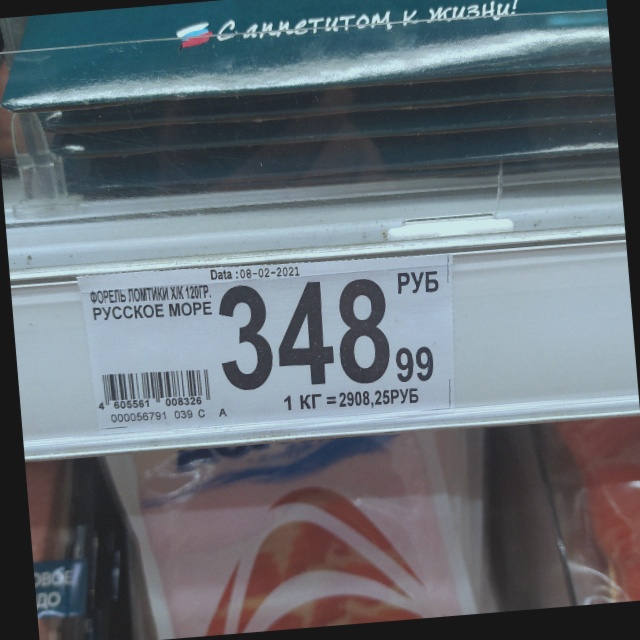 С аппетитом к жизни!
Data : 08-02-2021
ФОРЕЛЬ ЛОМТИКИ Х/К 120ГР.
РУССКОЕ МОРЕ
348 99 РУБ
4 605561 008326
1 КГ = 2908,25РУБ
000056791 039 С А